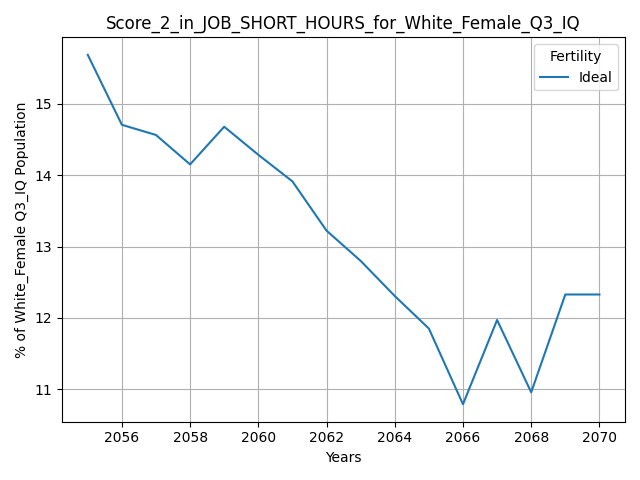 Score_2_in_JOB_SHORT_HOURS_for_White_Female_Q3_IQ
Fertility
Ideal
% of White_Female Q3_IQ Population
15
14
13
12
11
2056 2058 2060 2062 2064 2066 2068 2070
Years